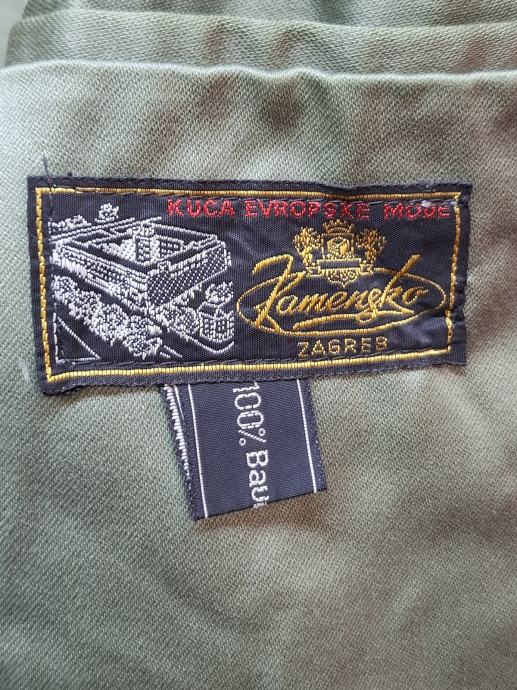 KUĆA EVROPSKE MODE
Kamensko
ZAGREB
100% Bau